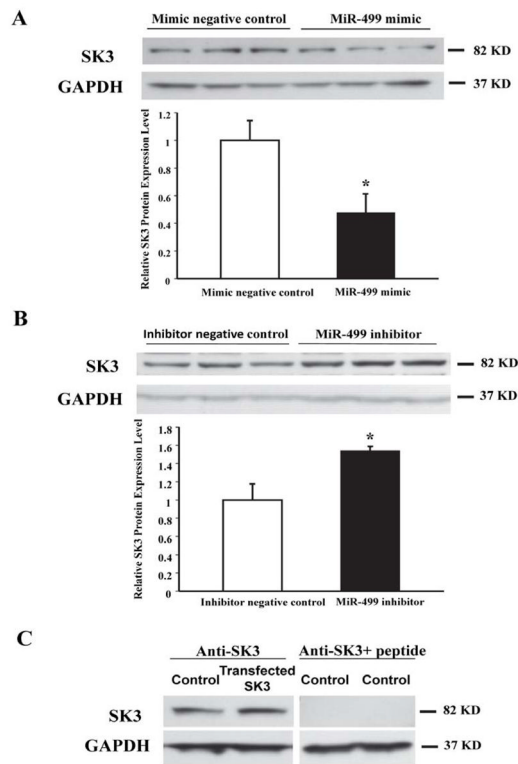 A
Mimic negative control MiR-499 mimic
SK3 82 KD
GAPDH 37 KD
Relative SK3 Protein Expression Level
1.2
1
0.8
0.6
0.4
0.2
0
*
Mimic negative control MiR-499 mimic
B
Inhibitor negative control MiR-499 inhibitor
SK3 82 KD
GAPDH 37 KD
Relative SK3 Protein Expression Level
1.8
1.6
1.4
1.2
1
0.8
0.6
0.4
0.2
0
*
Inhibitor negative control MiR-499 inhibitor
C
Anti-SK3 Anti-SK3+ peptide
Control Transfected SK3 Control Control
SK3 82 KD
GAPDH 37 KD